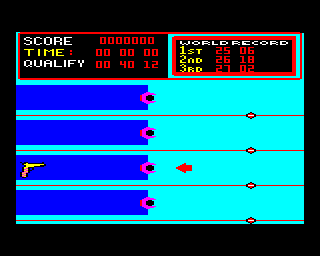 SCORE 0000000
TIME: 00 00 00
QUALIFY 00 40 12
WORLD RECORD
1ST 25 06
2ND 26 18
3RD 27 02